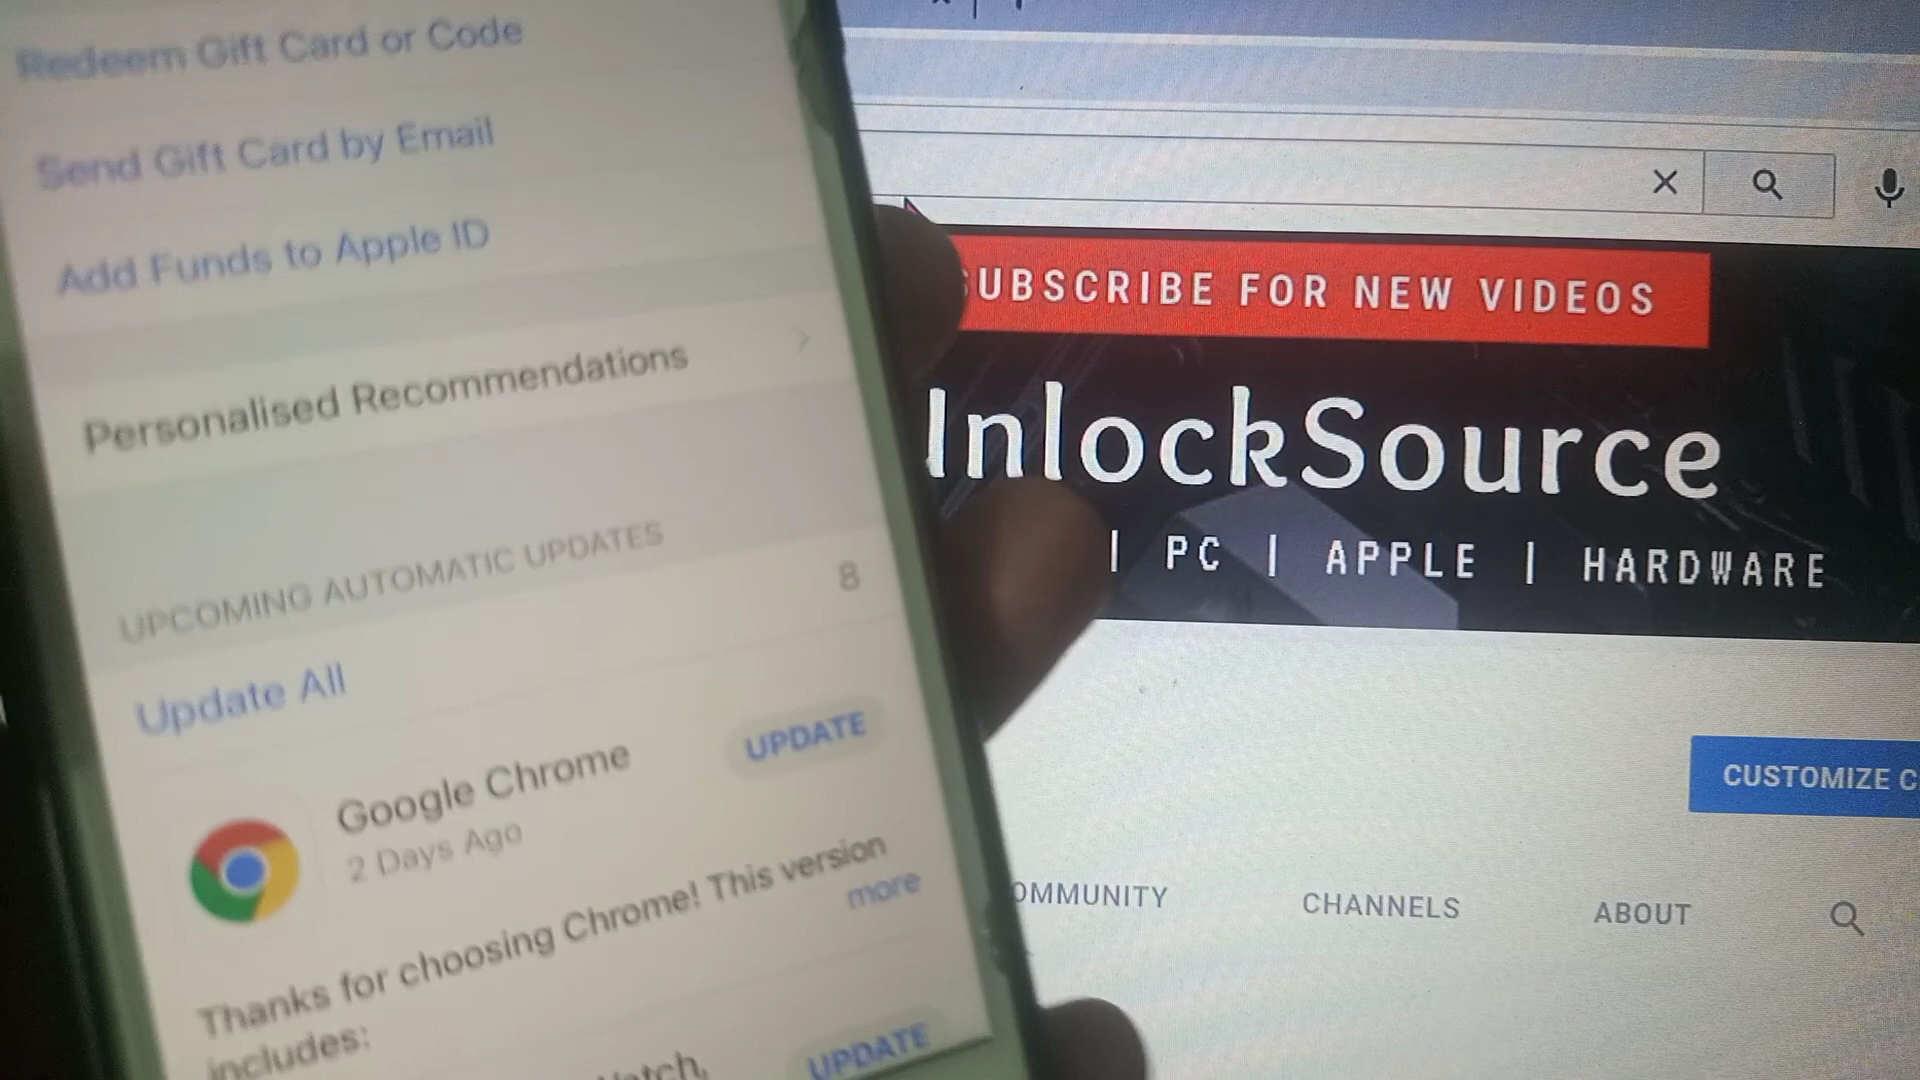 Redeem Gift Card or Code
Send Gift Card by Email
Add Funds to Apple ID
Personalised Recommendations
UPCOMING AUTOMATIC UPDATES
Update All
8
Google Chrome
UPDATE
2 Days Ago
Thanks for choosing Chrome! This version
includes:
more
UPDATE
SUBSCRIBE FOR NEW VIDEOS
InlockSource
| PC | APPLE | HARDWARE
CUSTOMIZE C
OMMUNITY
CHANNELS
ABOUT